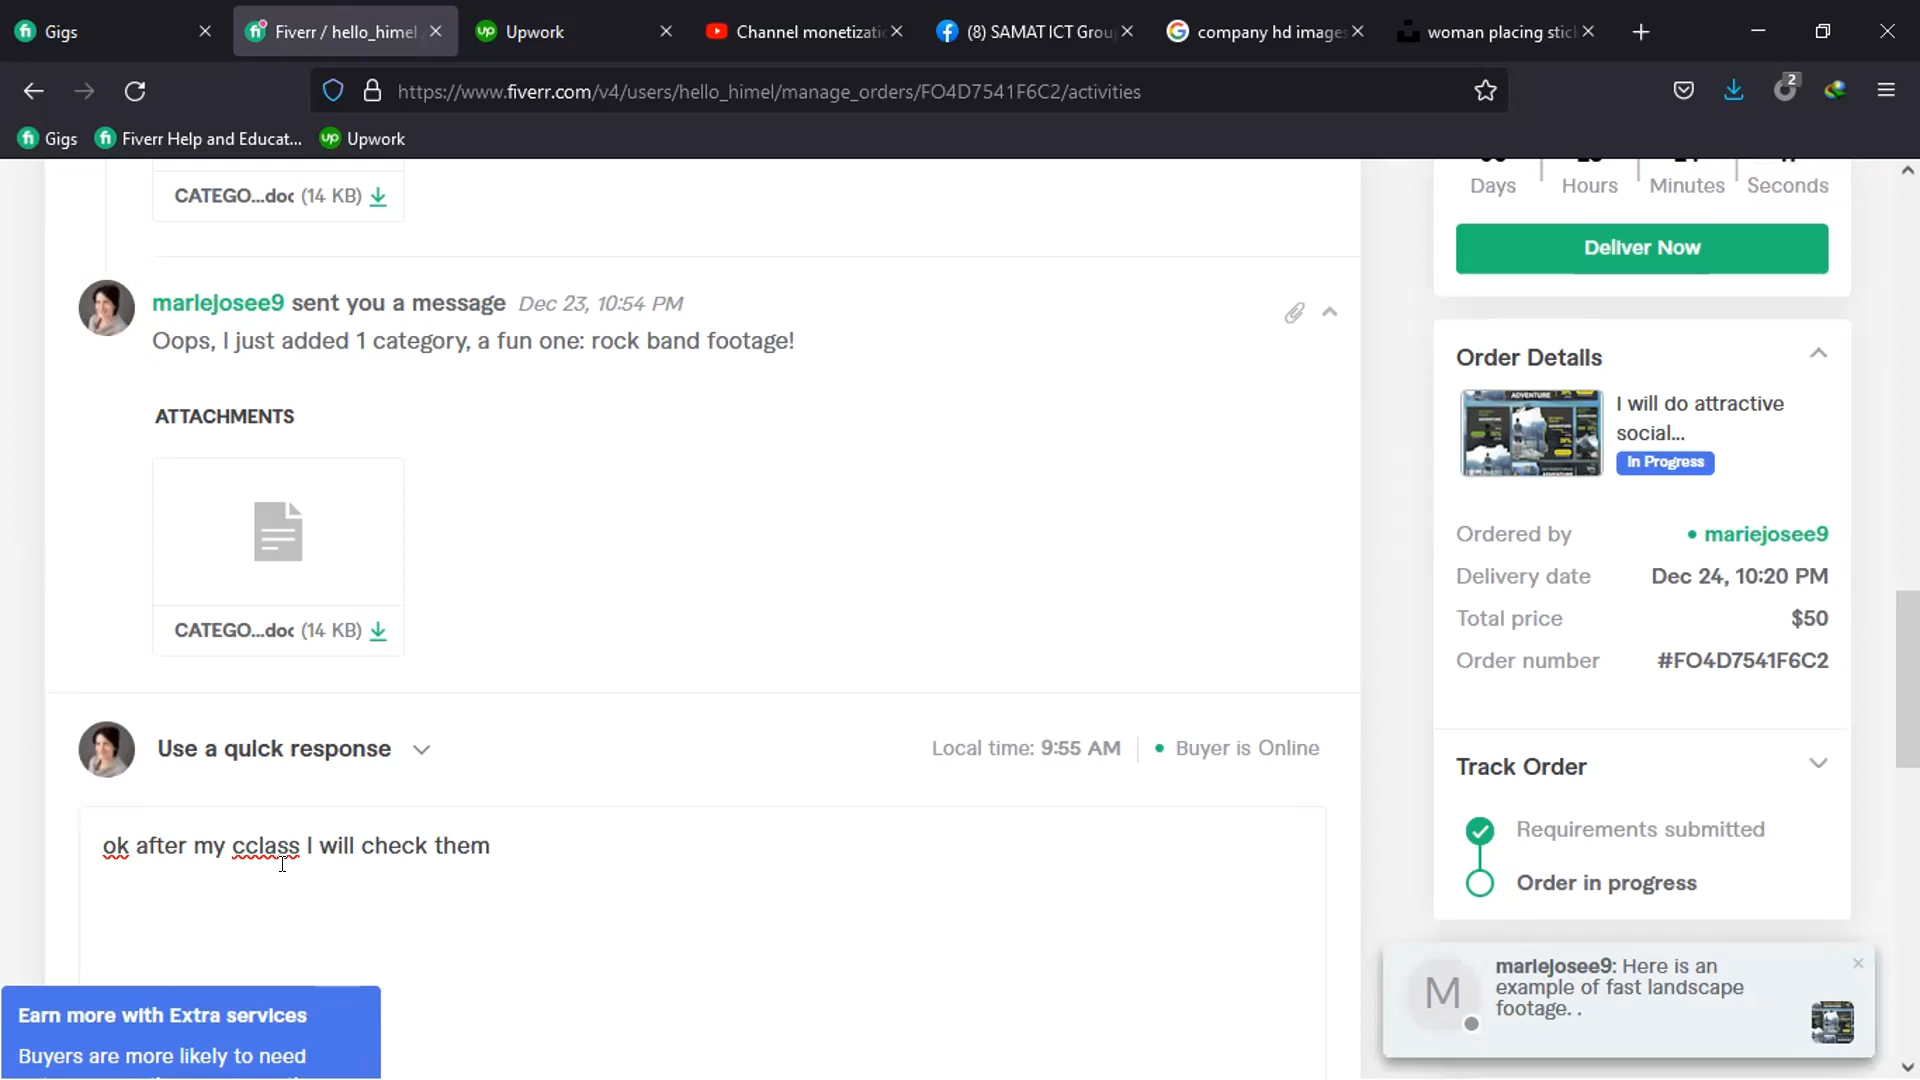 Gigs
Fiverr / hello_himel
Upwork
Channel monetizati
(8) SAMAT ICT Grou
company hd image
woman placing stic
https://www.fiverr.com/v4/users/hello_himel/manage_orders/FO4D7541F6C2/activities
2
Gigs
Fiverr Help and Educat...
Upwork
CATEGO...doc (14 KB)
Days
Hours
Minutes
Seconds
Deliver Now
mariejosee9 sent you a message Dec 23, 10:54 PM
Oops, I just added 1 category, a fun one: rock band footage!
ATTACHMENTS
CATEGO...doc (14 KB)
Order Details
I will do attractive
social...
In Progress
Ordered by mariejosee9
Delivery date Dec 24, 10:20 PM
Total price $50
Order number #FO4D7541F6C2
Use a quick response
Local time: 9:55 AM
Buyer is Online
ok after my cclass I will check them
Track Order
Requirements submitted
Order in progress
M
mariejosee9: Here is an
example of fast landscape
footage. .
Earn more with Extra services
Buyers are more likely to need